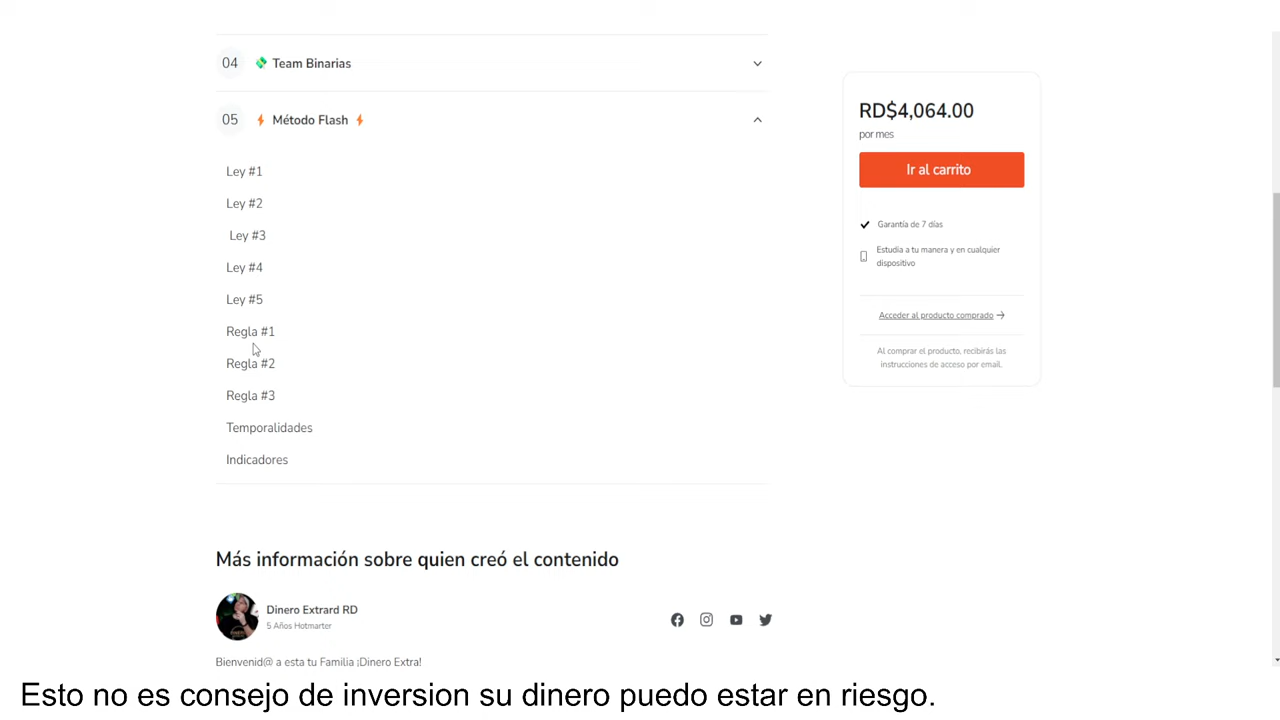 04 Team Binarias
05 Método Flash
Ley #1
Ley #2
Ley #3
Ley #4
Ley #5
Regla #1
Regla #2
Regla #3
Temporalidades
Indicadores
RD$4,064.00
por mes
Ir al carrito
Garantía de 7 días
Estudia a tu manera y en cualquier
dispositivo
Acceder al producto comprado
Al comprar el producto, recibirás las
instrucciones de acceso por email.
Más información sobre quien creó el contenido
Dinero Extrard RD
5 Años Hotmarter
Bienvenid@ a esta tu Familia ¡Dinero Extra!
Esto no es consejo de inversion su dinero puedo estar en riesgo.